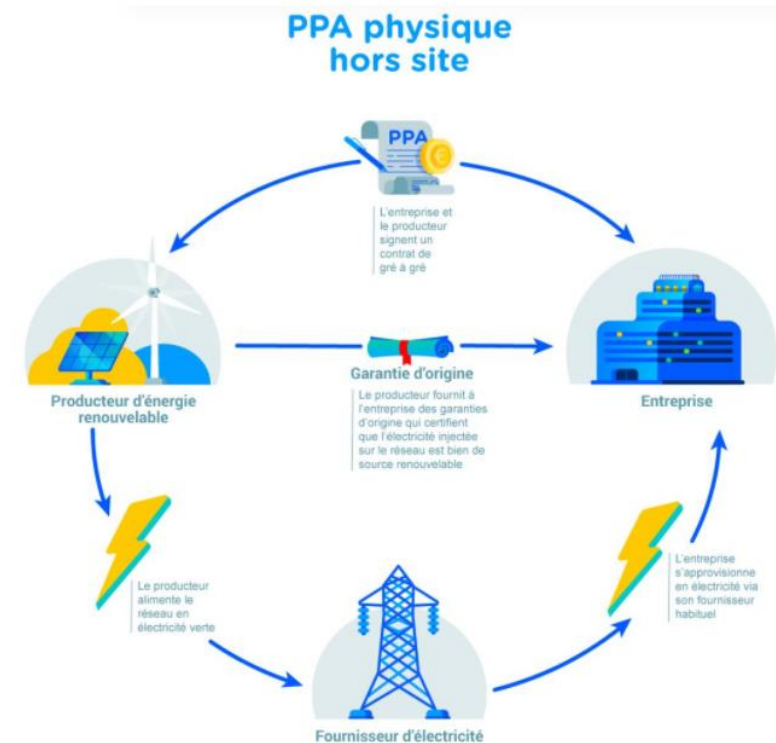 PPA physique
hors site
PPA
L'entreprise et
le producteur
signent un
contrat de
gré à gré
Garantie d'origine
Le producteur fournit à
l'entreprise des garanties
d'origine qui certifient
que l'électricité injectée
sur le réseau est bien de
source renouvelable
Producteur d'énergie
renouvelable
Entreprise
Le producteur
alimente le
réseau en
électricité verte
L'entreprise
s'approvisionne
en électricité via
son fournisseur
habituel
Fournisseur d'électricité